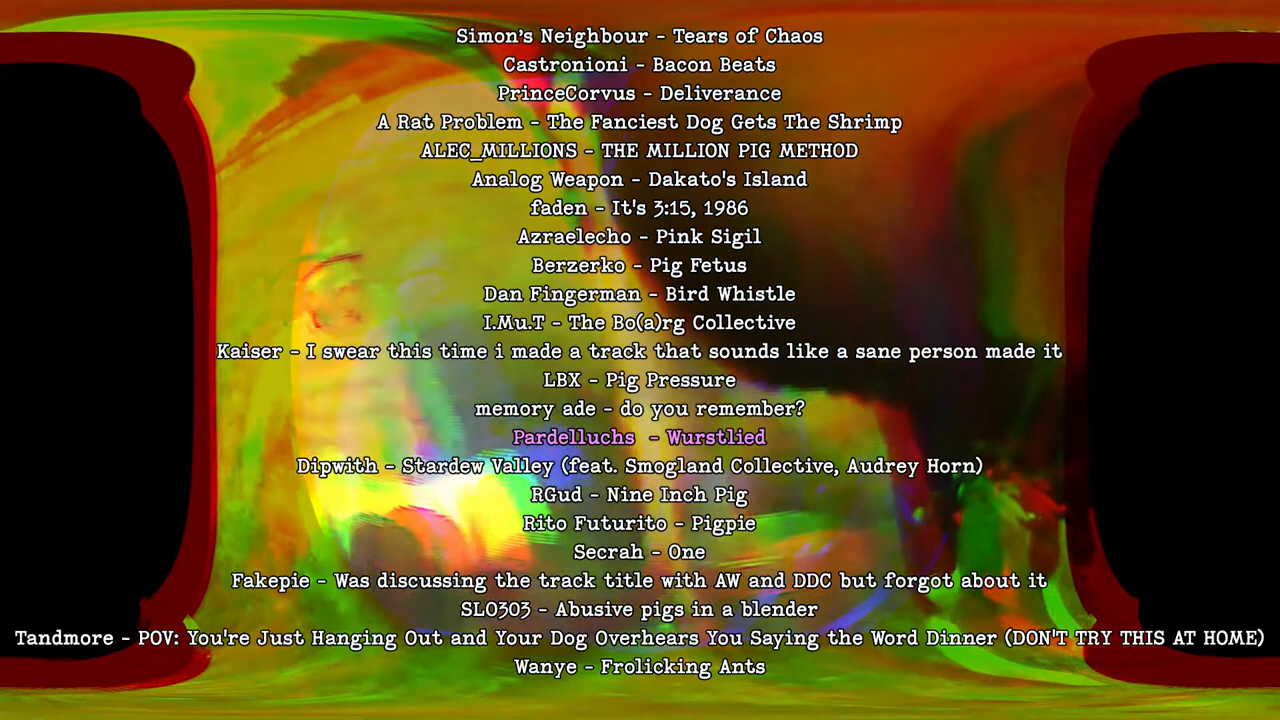 Simon’s Neighbour - Tears of Chaos
Castronioni - Bacon Beats
PrinceCorvus - Deliverance
A Rat Problem - The Fanciest Dog Gets The Shrimp
ALEC_MILLIONS - THE MILLION PIG METHOD
Analog Weapon - Dakato's Island
faden - It's 3:15, 1986
Azraelecho - Pink Sigil
Berzerko - Pig Fetus
Dan Fingerman - Bird Whistle
I.Mu.T - The Bo(a)rg Collective
Kaiser - I swear this time i made a track that sounds like a sane person made it
LBX - Pig Pressure
memory ade - do you remember?
Pardelluchs - Wurstlied
Dipwith - Stardew Valley (feat. Smogland Collective, Audrey Horn)
RGud - Nine Inch Pig
Rito Futurito - Pigpie
Secrah - One
Fakepie - Was discussing the track title with AW and DDC but forgot about it
SL0303 - Abusive pigs in a blender
Tandmore - POV: You're Just Hanging Out and Your Dog Overhears You Saying the Word Dinner (DON'T TRY THIS AT HOME)
Wanye - Frolicking Ants